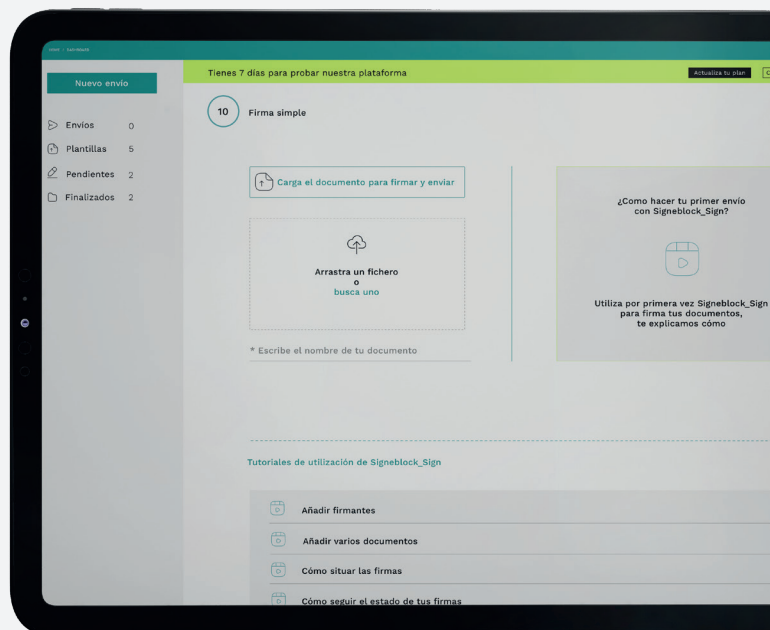 Tienes 7 días para probar nuestra plataforma
Actualiza tu plan
Nuevo envío
Envíos 0
Plantillas 5
Pendientes 2
Finalizados 2
10 Firma simple
Carga el documento para firmar y enviar
Arrastra un fichero
o
busca uno
* Escribe el nombre de tu documento
¿Como hacer tu primer envío
con Signeblock_Sign?
Utiliza por primera vez Signeblock_Sign
para firma tus documentos,
te explicamos cómo
Tutoriales de utilización de Signeblock_Sign
Añadir firmantes
Añadir varios documentos
Cómo situar las firmas
Cómo seguir el estado de tus firmas